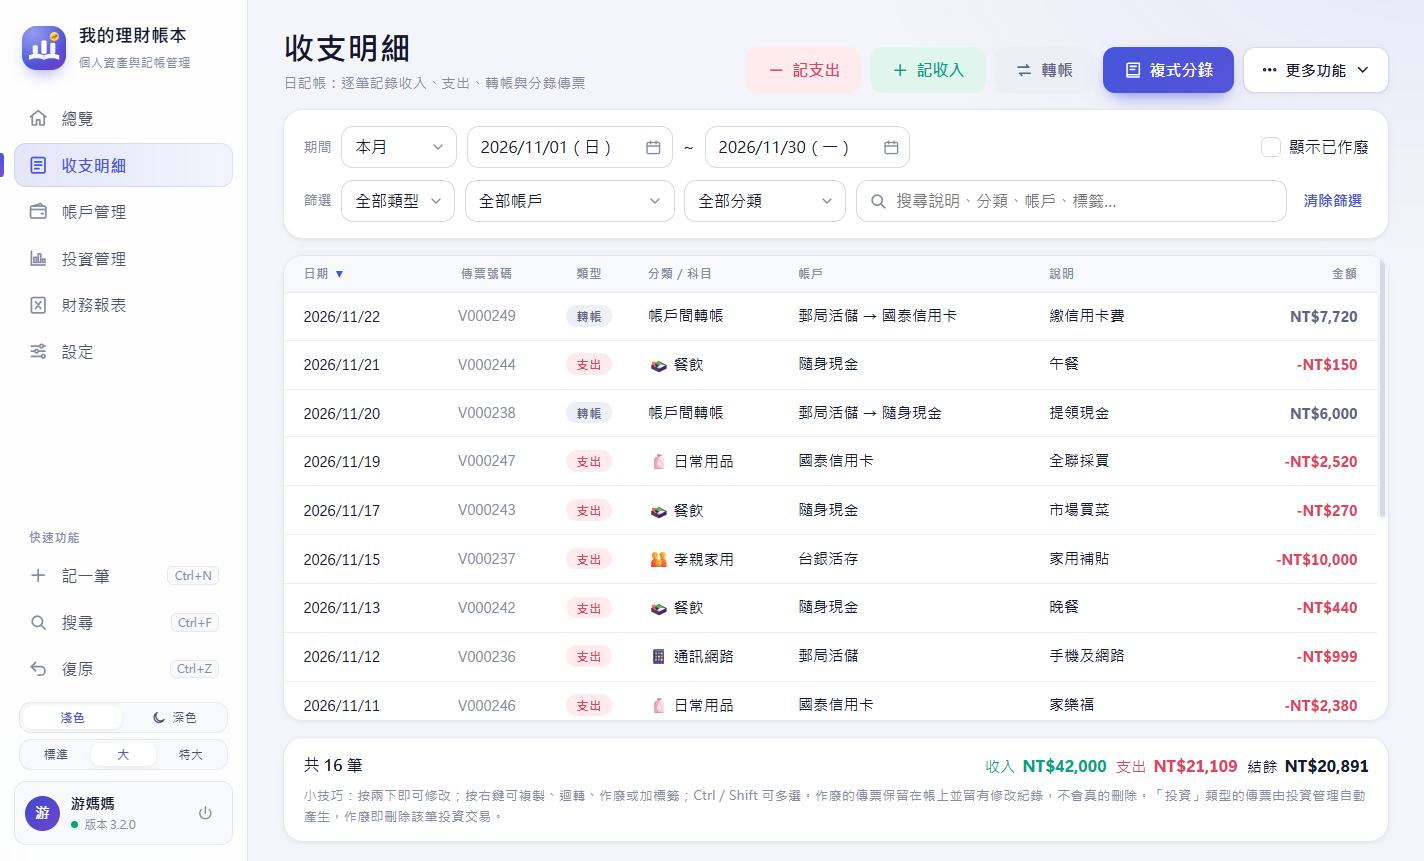 我的理財帳本
個人資產與記帳管理
總覽
收支明細
帳戶管理
投資管理
財務報表
設定
快速功能
記一筆 Ctrl+N
搜尋 Ctrl+F
復原 Ctrl+Z
淺色 深色
標準 大 特大
游 游媽媽
版本 3.2.0
收支明細
日記帳：逐筆記錄收入、支出、轉帳與分錄傳票
記支出 記收入 轉帳 複式分錄 更多功能
期間 本月 2026/11/01 ( 日 ) ~ 2026/11/30 ( 一 ) 顯示已作廢
篩選 全部類型 全部帳戶 全部分類 搜尋說明、分類、帳戶、標籤... 清除篩選
日期 ▼ 傳票號碼 類型 分類 / 科目 帳戶 說明 金額
2026/11/22 V000249 轉帳 帳戶間轉帳 郵局活儲 → 國泰信用卡 繳信用卡費 NT$7,720
2026/11/21 V000244 支出 餐飲 隨身現金 午餐 -NT$150
2026/11/20 V000238 轉帳 帳戶間轉帳 郵局活儲 → 隨身現金 提領現金 NT$6,000
2026/11/19 V000247 支出 日常用品 國泰信用卡 全聯採買 -NT$2,520
2026/11/17 V000243 支出 餐飲 隨身現金 市場買菜 -NT$270
2026/11/15 V000237 支出 孝親家用 台銀活存 家用補貼 -NT$10,000
2026/11/13 V000242 支出 餐飲 隨身現金 晚餐 -NT$440
2026/11/12 V000236 支出 通訊網路 郵局活儲 手機及網路 -NT$999
2026/11/11 V000246 支出 日常用品 國泰信用卡 家樂福 -NT$2,380
共 16 筆 收入 NT$42,000 支出 NT$21,109 結餘 NT$20,891
小技巧：按兩下即可修改；按右鍵可複製、迴轉、作廢或加標籤；Ctrl / Shift 可多選。作廢的傳票保留在帳上並留有修改紀錄，不會真的刪除。「投資」類型的傳票由投資管理自動
產生，作廢即刪除該筆投資交易。